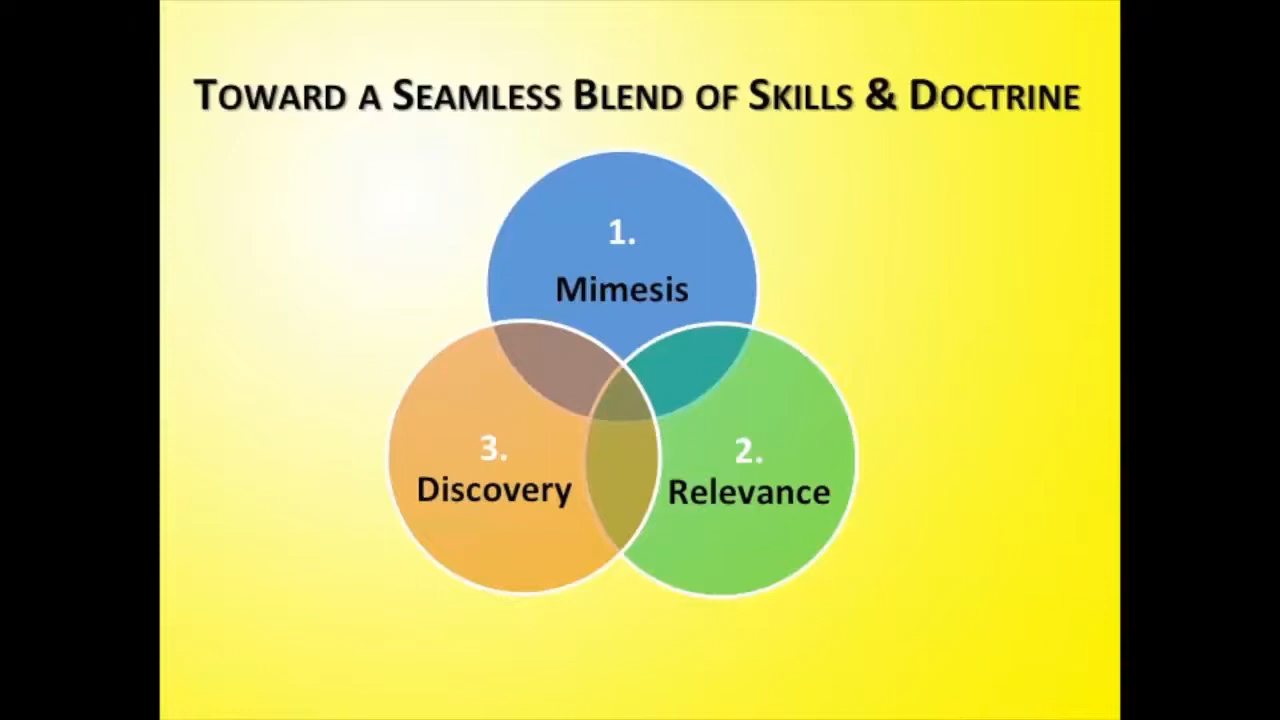 TOWARD A SEAMLESS BLEND OF SKILLS & DOCTRINE
1.
Mimesis
2.
Relevance
3.
Discovery